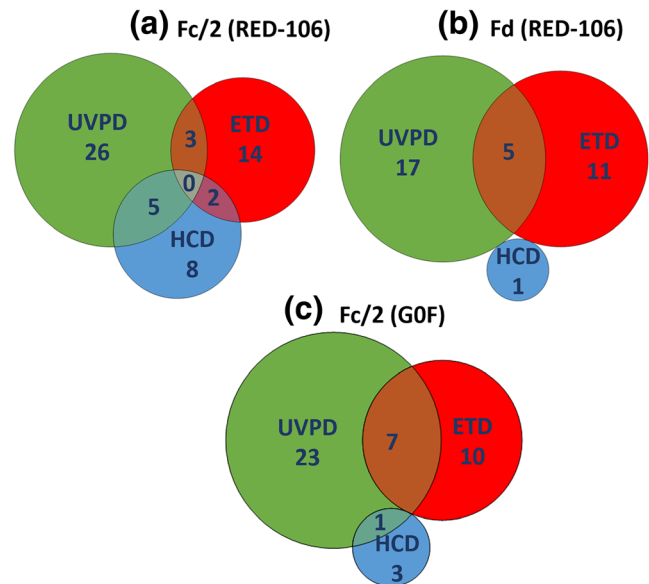 (a) Fc/2 (RED-106)
UVPD
26
3
ETD
14
0
5
2
HCD
8
(b) Fd (RED-106)
UVPD
17
5
ETD
11
HCD
1
(c) Fc/2 (G0F)
UVPD
23
7
ETD
10
1
HCD
3